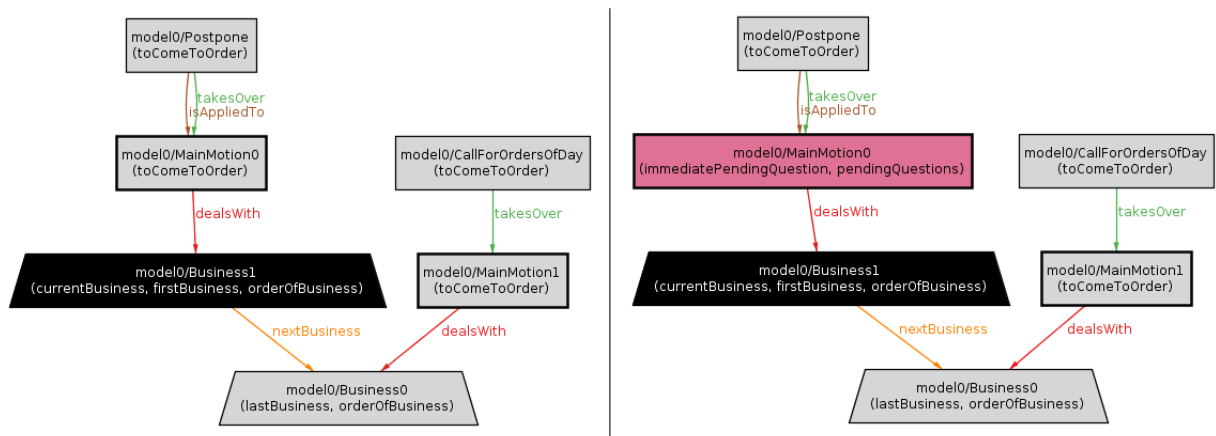 model0/Postpone
(toComeToOrder)
takesOver
isAppliedTo
model0/MainMotion0
(toComeToOrder)
model0/CallForOrdersOfDay
(toComeToOrder)
dealsWith
takesOver
model0/Business1
(currentBusiness, firstBusiness, orderOfBusiness)
model0/MainMotion1
(toComeToOrder)
nextBusiness
dealsWith
model0/Business0
(lastBusiness, orderOfBusiness)
model0/Postpone
(toComeToOrder)
takesOver
isAppliedTo
model0/MainMotion0
(immediatePendingQuestion, pendingQuestions)
model0/CallForOrdersOfDay
(toComeToOrder)
dealsWith
takesOver
model0/Business1
(currentBusiness, firstBusiness, orderOfBusiness)
model0/MainMotion1
(toComeToOrder)
nextBusiness
dealsWith
model0/Business0
(lastBusiness, orderOfBusiness)